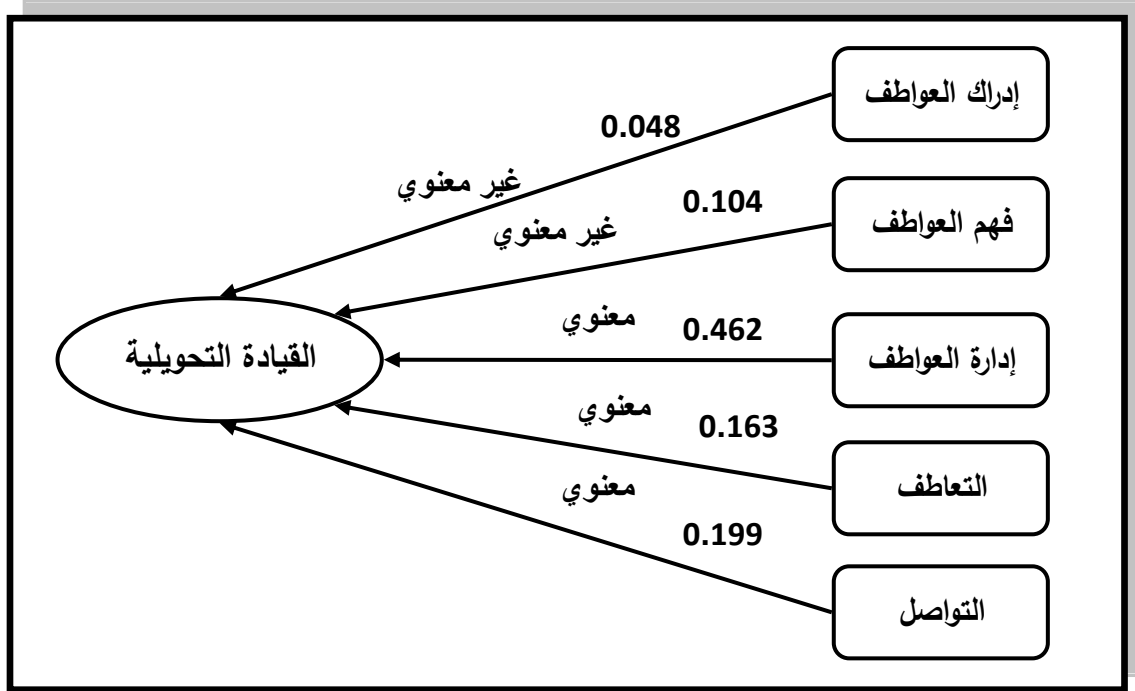 إدراك العواطف
0.048
غير معنوي
فهم العواطف
0.104
غير معنوي
إدارة العواطف
0.462
معنوي
القيادة التحويلية
التعاطف
0.163
معنوي
التواصل
0.199
معنوي